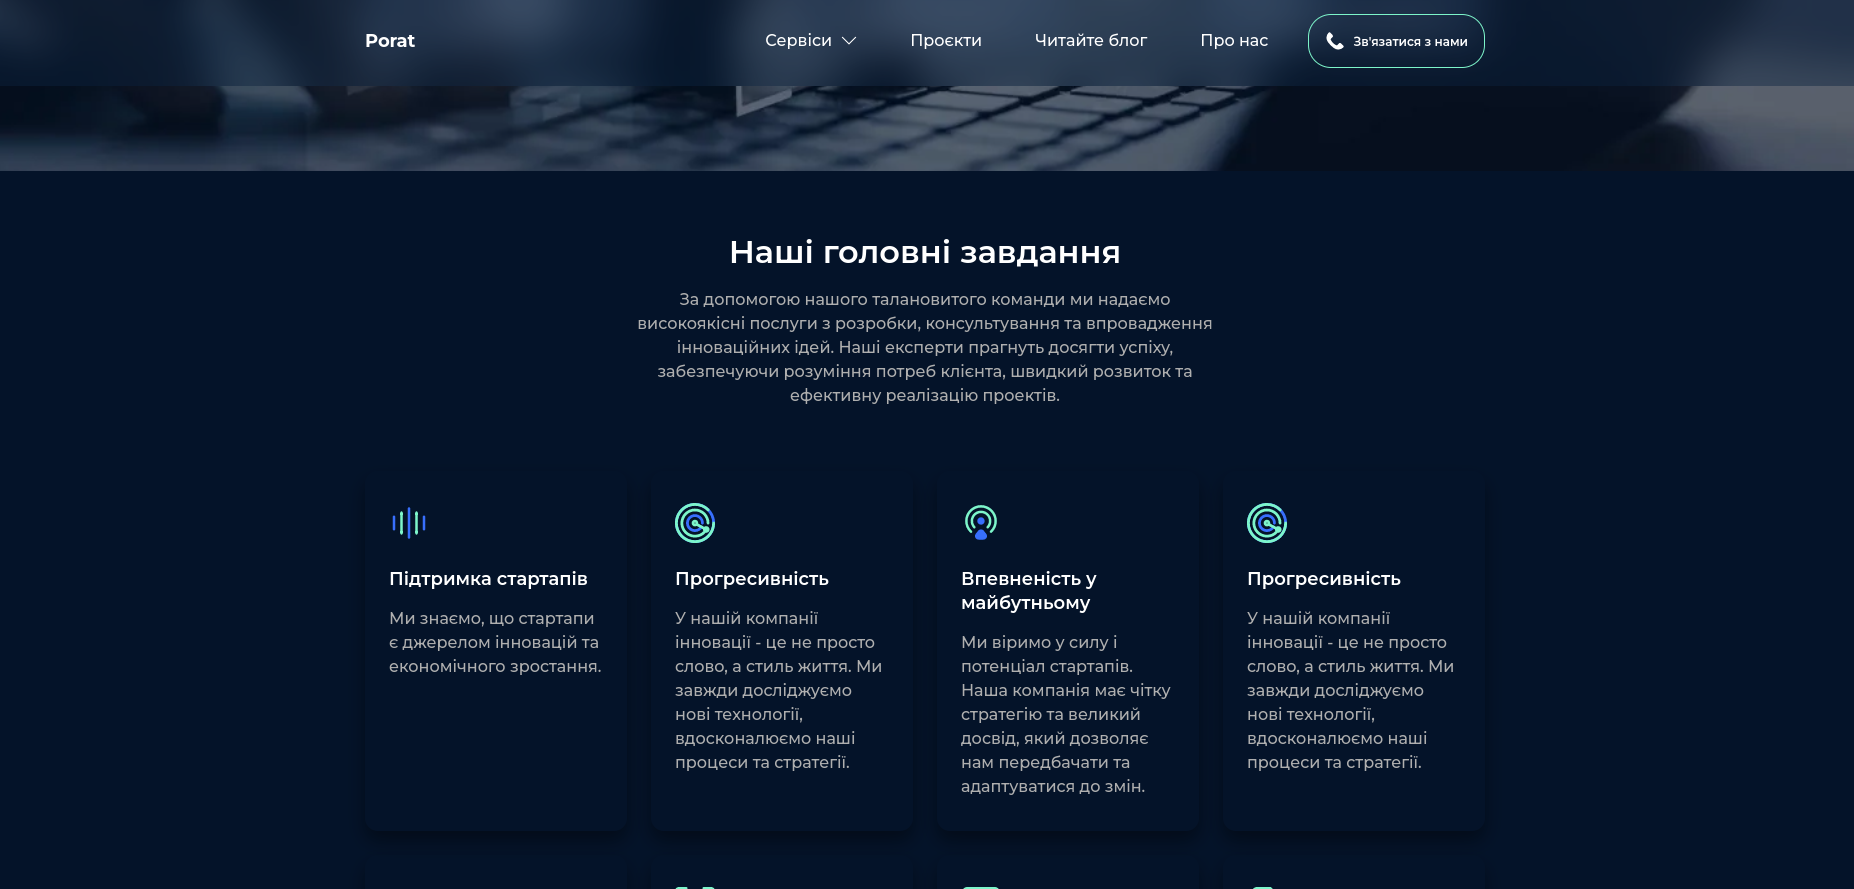 Porat
Сервіси
Проєкти
Читайте блог
Про нас
Зв'язатися з нами
Наші головні завдання
За допомогою нашого талановитого команди ми надаємо
високоякісні послуги з розробки, консультування та впровадження
інноваційних ідей. Наші експерти прагнуть досягти успіху,
забезпечуючи розуміння потреб клієнта, швидкий розвиток та
ефективну реалізацію проектів.
Підтримка стартапів
Ми знаємо, що стартапи
є джерелом інновацій та
економічного зростання.
Прогресивність
У нашій компанії
інновації - це не просто
слово, а стиль життя. Ми
завжди досліджуємо
нові технології,
вдосконалюємо наші
процеси та стратегії.
Впевненість у
майбутньому
Ми віримо у силу і
потенціал стартапів.
Наша компанія має чітку
стратегію та великий
досвід, який дозволяє
нам передбачати та
адаптуватися до змін.
Прогресивність
У нашій компанії
інновації - це не просто
слово, а стиль життя. Ми
завжди досліджуємо
нові технології,
вдосконалюємо наші
процеси та стратегії.